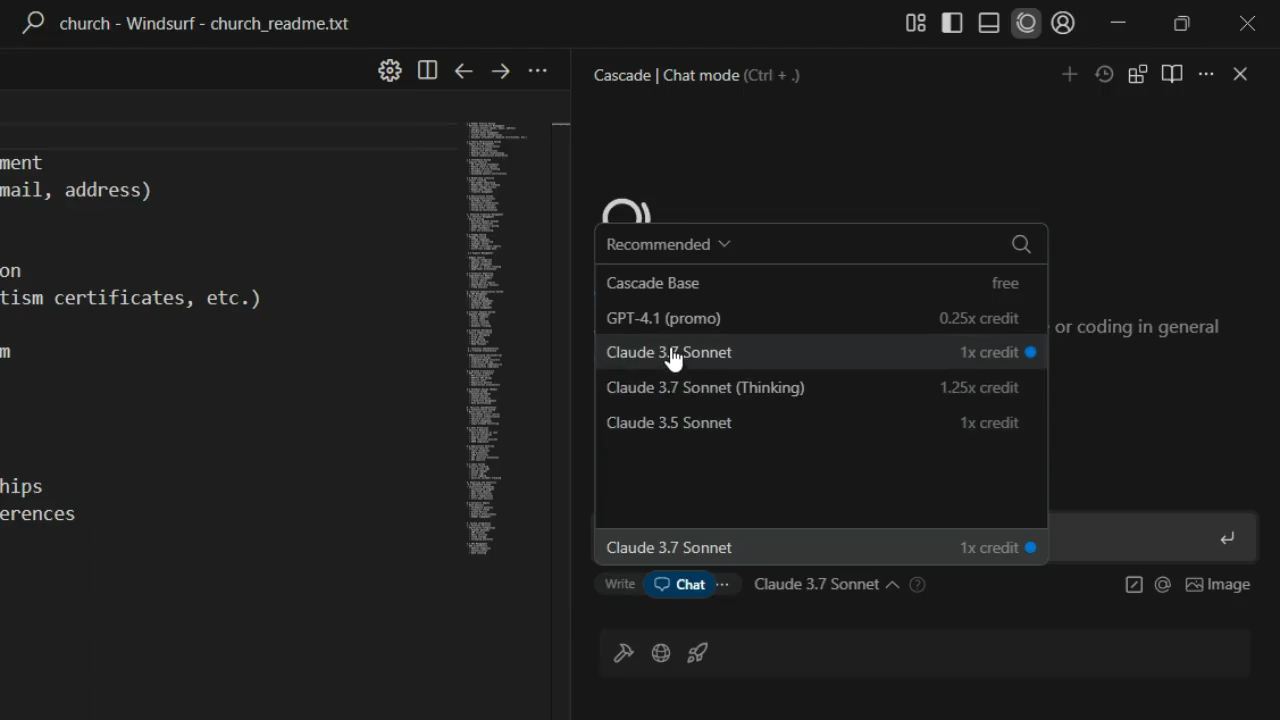 church - Windsurf - church_readme.txt
Cascade | Chat mode (Ctrl + .)
ment
mail, address)
on
tism certificates, etc.)
m
hips
erences
Recommended
Cascade Base free
GPT-4.1 (promo) 0.25x credit
or coding in general
Claude 3.7 Sonnet 1x credit
Claude 3.7 Sonnet (Thinking) 1.25x credit
Claude 3.5 Sonnet 1x credit
Claude 3.7 Sonnet 1x credit
Write Chat ... Claude 3.7 Sonnet Image